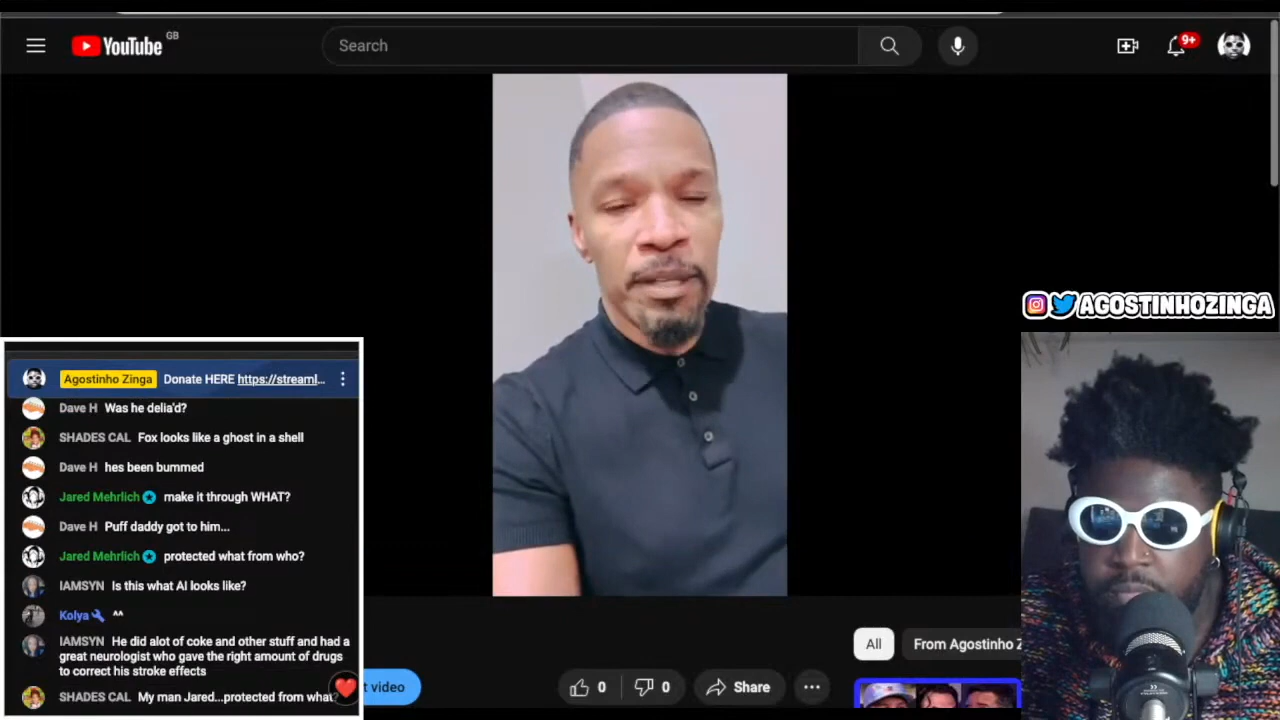 YouTube GB
Search
9+
AGOSTINHOZINGA
Agostinho Zinga Donate HERE https://streaml...
Dave H Was he delia'd?
SHADES CAL Fox looks like a ghost in a shell
Dave H hes been bummed
Jared Mehrlich make it through WHAT?
Dave H Puff daddy got to him...
Jared Mehrlich protected what from who?
IAMSYN Is this what AI looks like?
Kolya ^^
IAMSYN He did alot of coke and other stuff and had a
great neurologist who gave the right amount of drugs
to correct his stroke effects
SHADES CAL My man Jared...protected from what?
All
From Agostinho Z
t video
0
0
Share